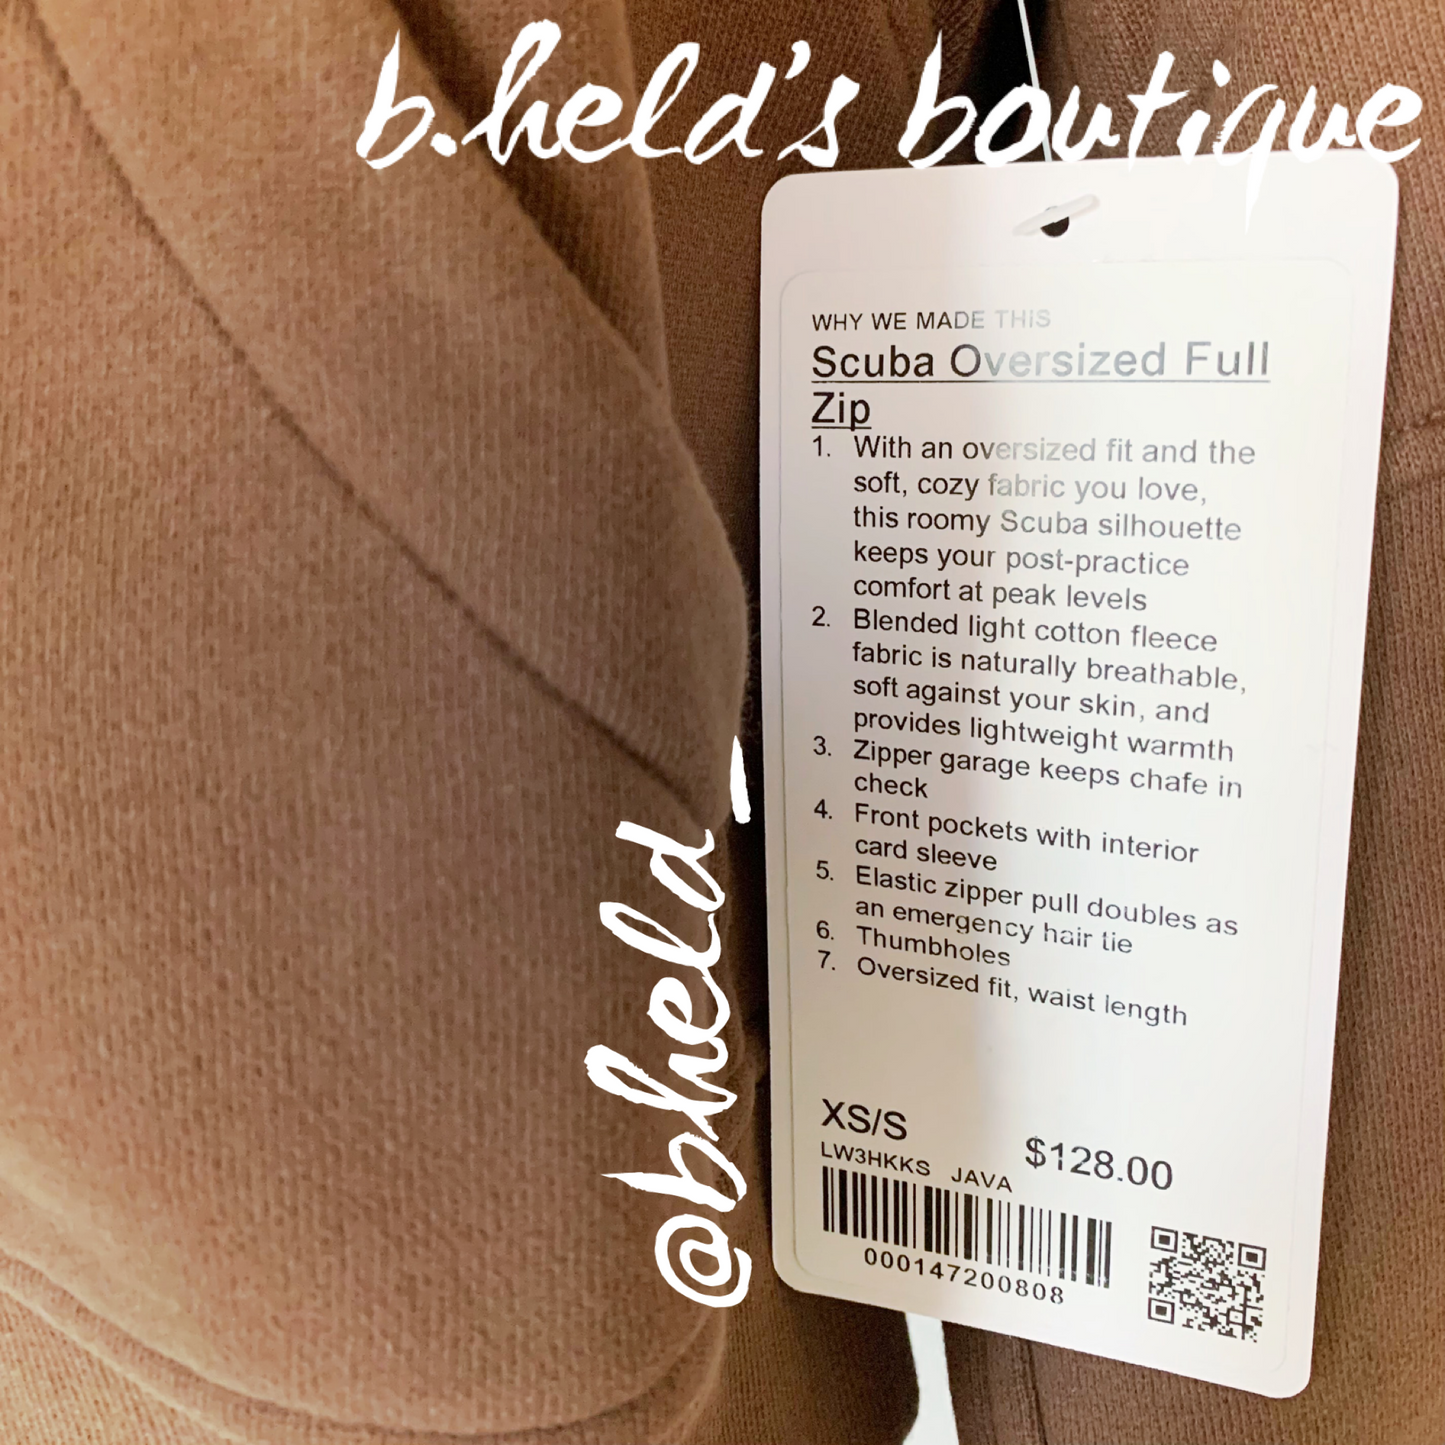 b.held's boutique
WHY WE MADE THIS
Scuba Oversized Full
Zip
1. With an oversized fit and the
soft, cozy fabric you love,
this roomy Scuba silhouette
keeps your post-practice
comfort at peak levels
2. Blended light cotton fleece
fabric is naturally breathable,
soft against your skin, and
provides lightweight warmth
3. Zipper garage keeps chafe in
check
4. Front pockets with interior
card sleeve
5. Elastic zipper pull doubles as
an emergency hair tie
6. Thumbholes
7. Oversized fit, waist length
XS/S
$128.00
LW3HKKS JAVA
000147200808
@bheld_